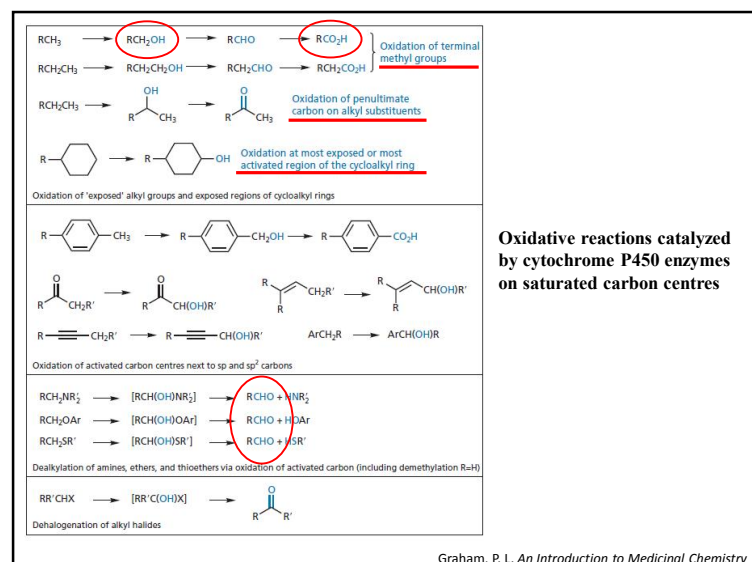 RCH₃ → RCH₂OH → RCHO → RCO₂H
Oxidation of terminal
methyl groups
RCH₂CH₃ → RCH₂CH₂OH → RCH₂CHO → RCH₂CO₂H
RCH₂CH₃ → OH R CH₃ → O R CH₃
Oxidation of penultimate
carbon on alkyl substituents
R → R OH
Oxidation at most exposed or most
activated region of the cycloalkyl ring
Oxidation of 'exposed' alkyl groups and exposed regions of cycloalkyl rings
R CH₃ → R CH₂OH → R CO₂H
O R CH₂R' → O R CH(OH)R'
R R CH₂R' → R R CH(OH)R'
R CH₂R' → R CH(OH)R'
ArCH₂R → ArCH(OH)R
Oxidation of activated carbon centres next to sp and sp² carbons
RCH₂NR'₂ → [RCH(OH)NR'₂] → RCHO + HNR'₂
RCH₂OAr → [RCH(OH)OAr] → RCHO + HOAr
RCH₂SR' → [RCH(OH)SR'] → RCHO + HSR'
Dealkylation of amines, ethers, and thioethers via oxidation of activated carbon (including demethylation R=H)
RR'CHX → [RR'C(OH)X] → O R R'
Dehalogenation of alkyl halides
Oxidative reactions catalyzed
by cytochrome P450 enzymes
on saturated carbon centres
Graham, P. L. An Introduction to Medicinal Chemistry